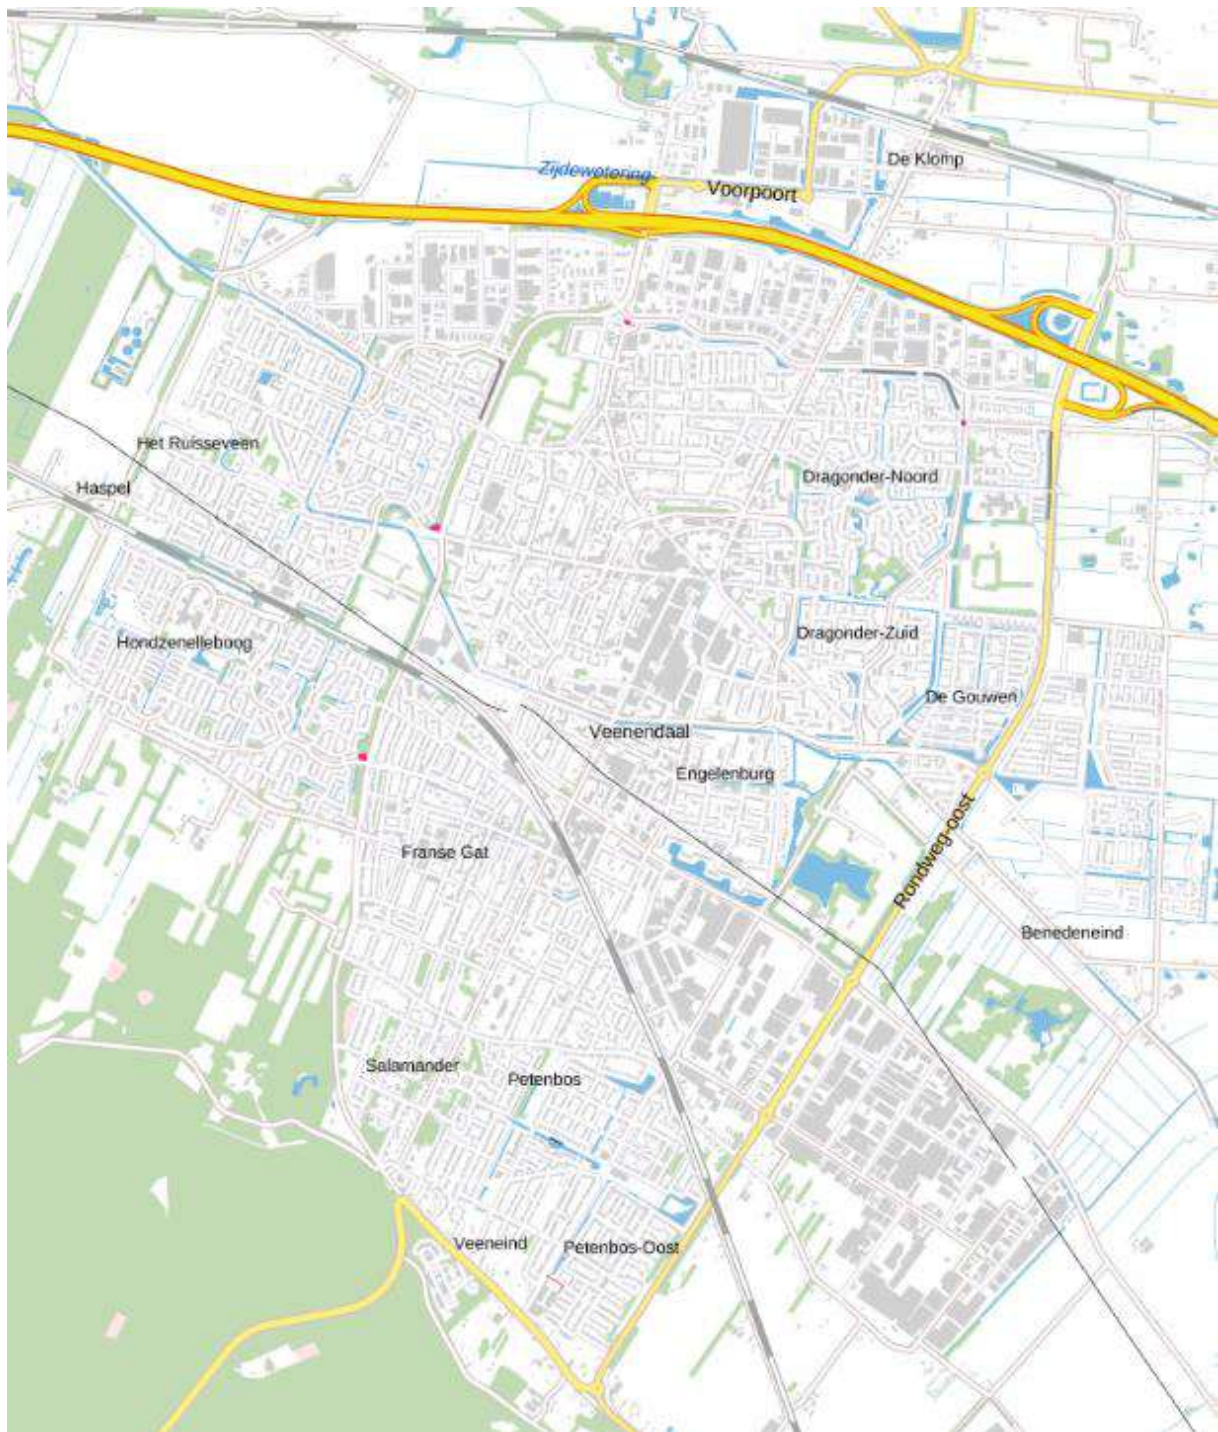 De Klomp
Zijdewetering
Voorpoort
Het Ruisseveen
Haspel
Dragonder-Noord
Hondzenelleboog
Dragonder-Zuid
De Gouwen
Veenendaal
Engelenburg
Rondweg-oost
Franse Gat
Benedeneind
Salamander
Petenbos
Veeneind
Petenbos-Oost